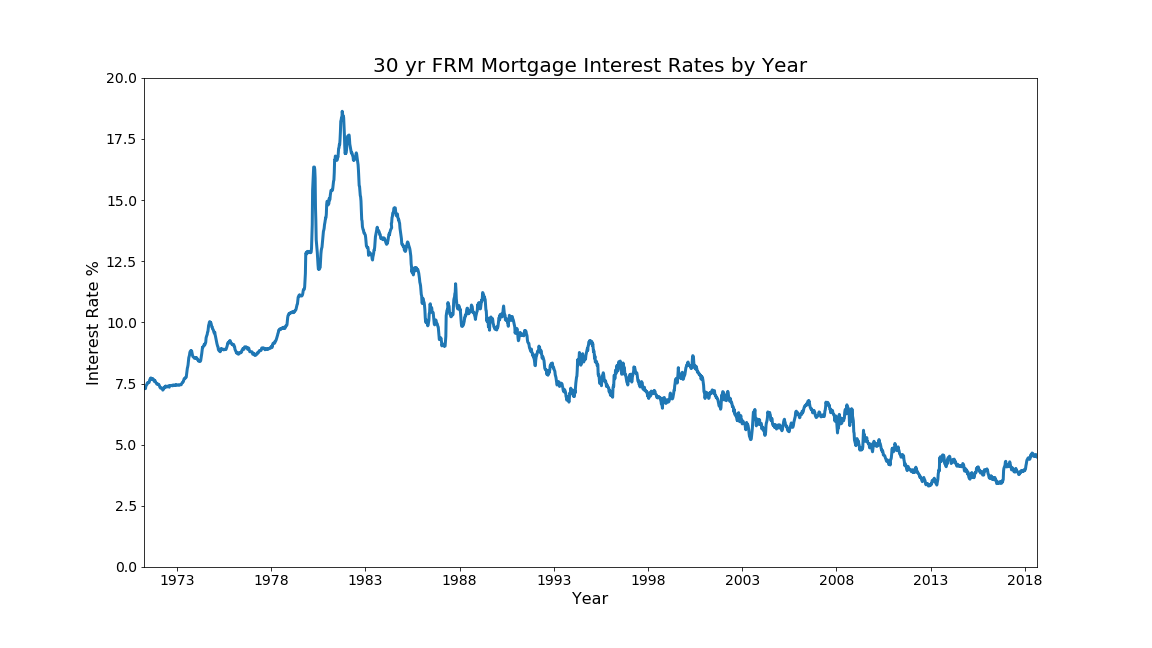 30 yr FRM Mortgage Interest Rates by Year
20.0
17.5
15.0
12.5
10.0
7.5
5.0
2.5
0.0
Interest Rate %
1973 1978 1983 1988 1993 1998 2003 2008 2013 2018
Year